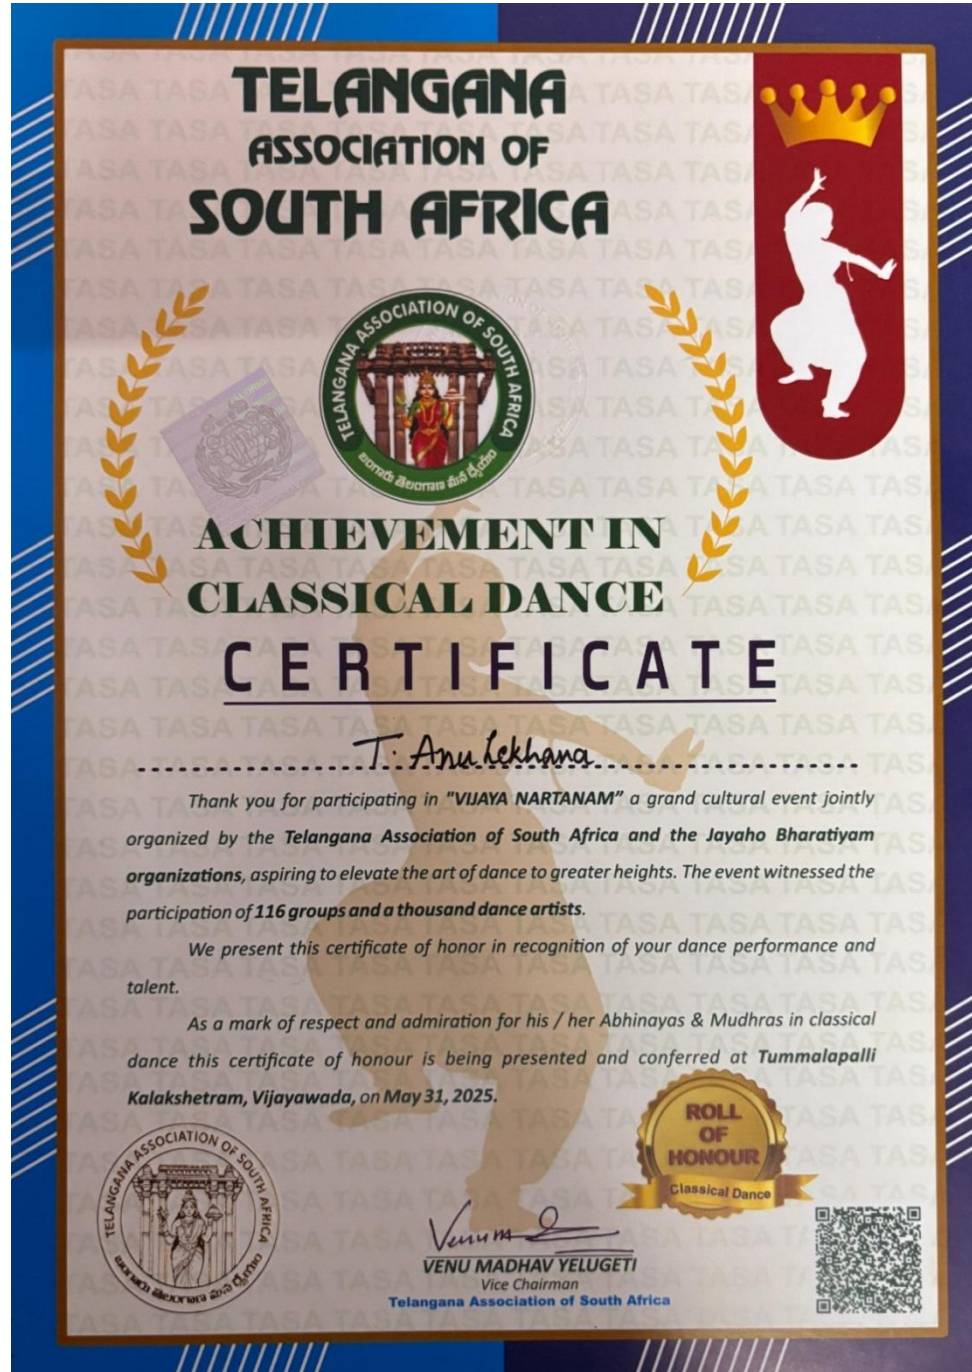 TELANGANA
ASSOCIATION OF
SOUTH AFRICA
TELANGANA ASSOCIATION OF SOUTH AFRICA
బంగారు తెలంగాణ మన ధ్యేయం
ACHIEVEMENT IN
CLASSICAL DANCE
CERTIFICATE
T. Anu Lekhana
Thank you for participating in "VIJAYA NARTANAM” a grand cultural event jointly
organized by the Telangana Association of South Africa and the Jayaho Bharatiyam
organizations, aspiring to elevate the art of dance to greater heights. The event witnessed the
participation of 116 groups and a thousand dance artists.
We present this certificate of honor in recognition of your dance performance and
talent.
As a mark of respect and admiration for his / her Abhinayas & Mudhras in classical
dance this certificate of honour is being presented and conferred at Tummalapalli
Kalakshetram, Vijayawada, on May 31, 2025.
ROLL
OF
HONOUR
Classical Dance
TELANGANA ASSOCIATION OF SOUTH AFRICA
బంగారు తెలంగాణ మన ధ్యేయం
Venum
VENU MADHAV YELUGETI
Vice Chairman
Telangana Association of South Africa